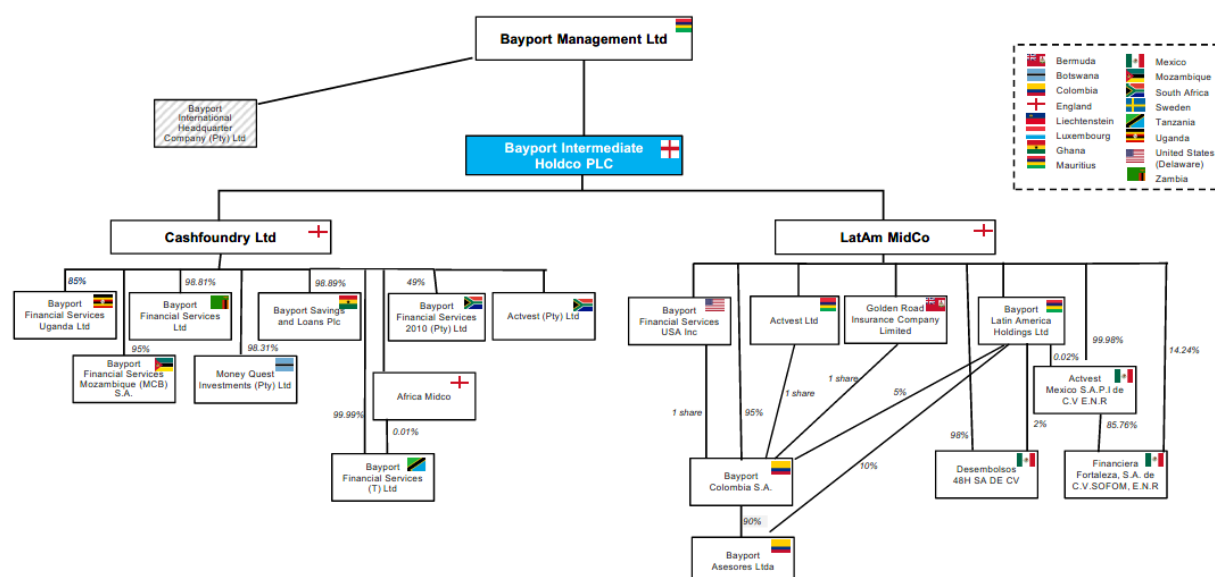 Bayport Management Ltd
Bayport
International
Headquarter
Company (Pty) Ltd
Bayport Intermediate
Holdco PLC
Bermuda
Botswana
Colombia
England
Liechtenstein
Luxembourg
Ghana
Mauritius
Mexico
Mozambique
South Africa
Sweden
Tanzania
Uganda
United States
(Delaware)
Zambia
Cashfoundry Ltd
LatAm MidCo
85%
98.81%
98.89%
49%
Bayport
Financial Services
Uganda Ltd
Bayport
Financial Services
Ltd
Bayport Savings
and Loans Plc
Bayport
Financial Services
2010 (Pty) Ltd
Actvest (Pty) Ltd
95%
98.31%
Bayport
Financial Services
Mozambique (MCB)
S.A.
Money Quest
Investments (Pty) Ltd
Africa Midco
99.99%
0.01%
Bayport
Financial Services
(T) Ltd
Bayport
Financial Services
USA Inc
Actvest Ltd
Golden Road
Insurance Company
Limited
Bayport
Latin America
Holdings Ltd
99.98%
14.24%
0.02%
Actvest
Mexico S.A.P.I de
C.V E.N.R
1 share
95%
1 share
1 share
5%
10%
98%
2%
85.76%
Bayport
Colombia S.A.
Desembolsos
48H SA DE CV
Financiera
Fortaleza, S.A. de
C.V.SOFOM, E.N.R
90%
Bayport
Asesores Ltda